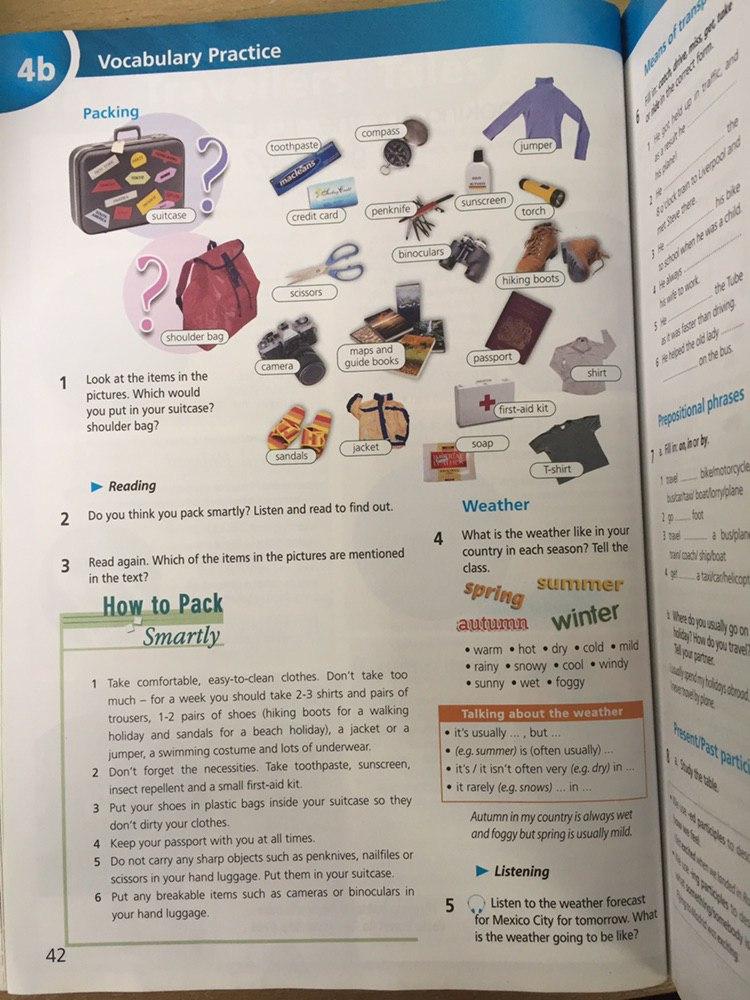 4b
Vocabulary Practice
Packing
suitcase
toothpaste
macleans
compass
jumper
credit card
penknife
sunscreen
torch
shoulder bag
scissors
binoculars
hiking boots
camera
maps and
guide books
passport
shirt
first-aid kit
sandals
jacket
soap
T-shirt
1 Look at the items in the
pictures. Which would
you put in your suitcase?
shoulder bag?
Reading
2 Do you think you pack smartly? Listen and read to find out.
3 Read again. Which of the items in the pictures are mentioned
in the text?
How to Pack
Smartly
1 Take comfortable, easy-to-clean clothes. Don't take too
much – for a week you should take 2-3 shirts and pairs of
trousers, 1-2 pairs of shoes (hiking boots for a walking
holiday and sandals for a beach holiday), a jacket or a
jumper, a swimming costume and lots of underwear.
2 Don't forget the necessities. Take toothpaste, sunscreen,
insect repellent and a small first-aid kit.
3 Put your shoes in plastic bags inside your suitcase so they
don't dirty your clothes.
4 Keep your passport with you at all times.
5 Do not carry any sharp objects such as penknives, nailfiles or
scissors in your hand luggage. Put them in your suitcase.
6 Put any breakable items such as cameras or binoculars in
your hand luggage.
42
Weather
4 What is the weather like in your
country in each season? Tell the
class.
spring
summer
autumn
winter
• warm • hot • dry • cold • mild
• rainy • snowy • cool • windy
• sunny • wet • foggy
Talking about the weather
• it's usually ... , but ...
• (e.g. summer) is (often usually) ...
• it's / it isn't often very (e.g. dry) in ...
• it rarely (e.g. snows) ... in ...
Autumn in my country is always wet
and foggy but spring is usually mild.
Listening
5 Listen to the weather forecast
for Mexico City for tomorrow. What
is the weather going to be like?
Means of transp
6 Fill in: catch, drive, miss, get, take
or ride in the correct form.
1 He got held up in traffic, and
as a result he
his plane!
2 He the
8 o'clock train to Liverpool and
met Steve there.
3 He his bike
to school when he was a child.
4 He always
his wife to work.
5 He the Tube
as it was faster than driving.
6 He helped the old lady
on the bus.
Prepositional phrases
7 a. Fill in: on, in or by.
1 travel bike/motorcycle
bus/car/taxi/ boat/lorry/plane
2 go foot
3 travel a bus/plane
train/ coach/ ship/boat
4 get a taxi/car/helicopt
b. Where do you usually go on
holiday? How do you travel?
Tell your partner.
I usually spend my holidays abroad.
I never travel by plane.
Present/Past partici
8 a. Study the table.